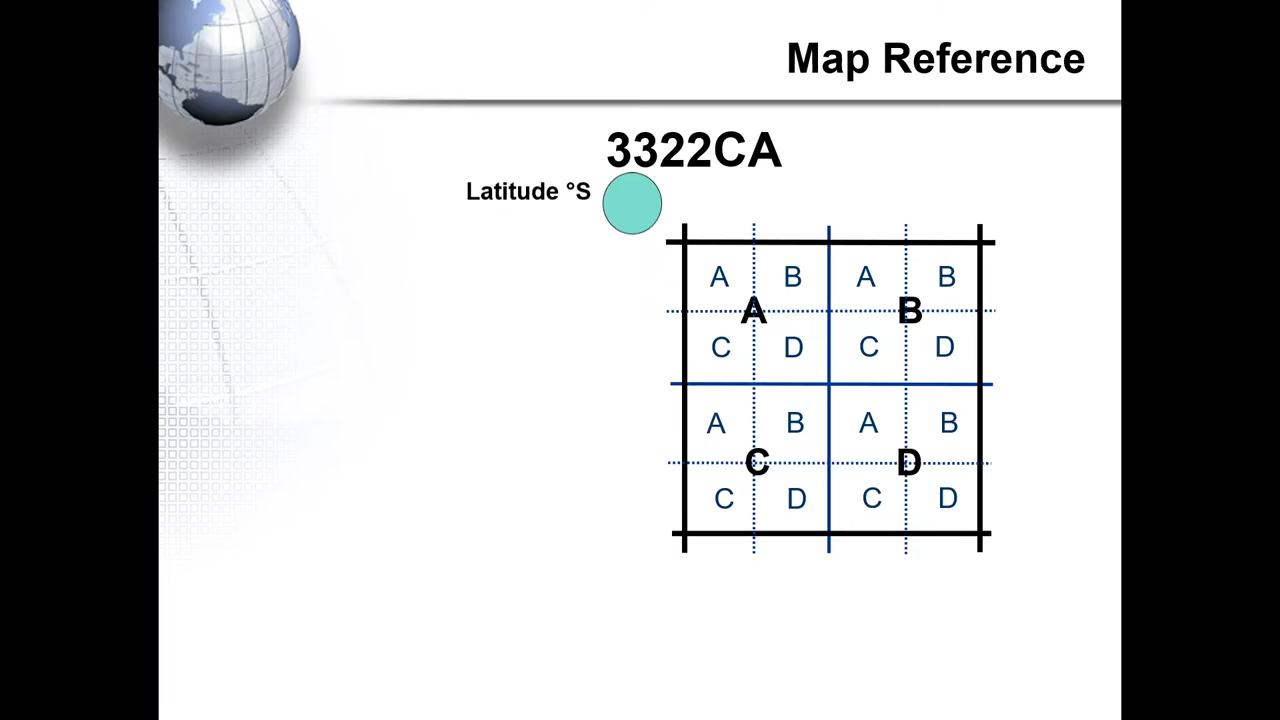 Map Reference
3322CA
Latitude °S
A B A B
A B
C D C D
A B A B
C D
C D C D